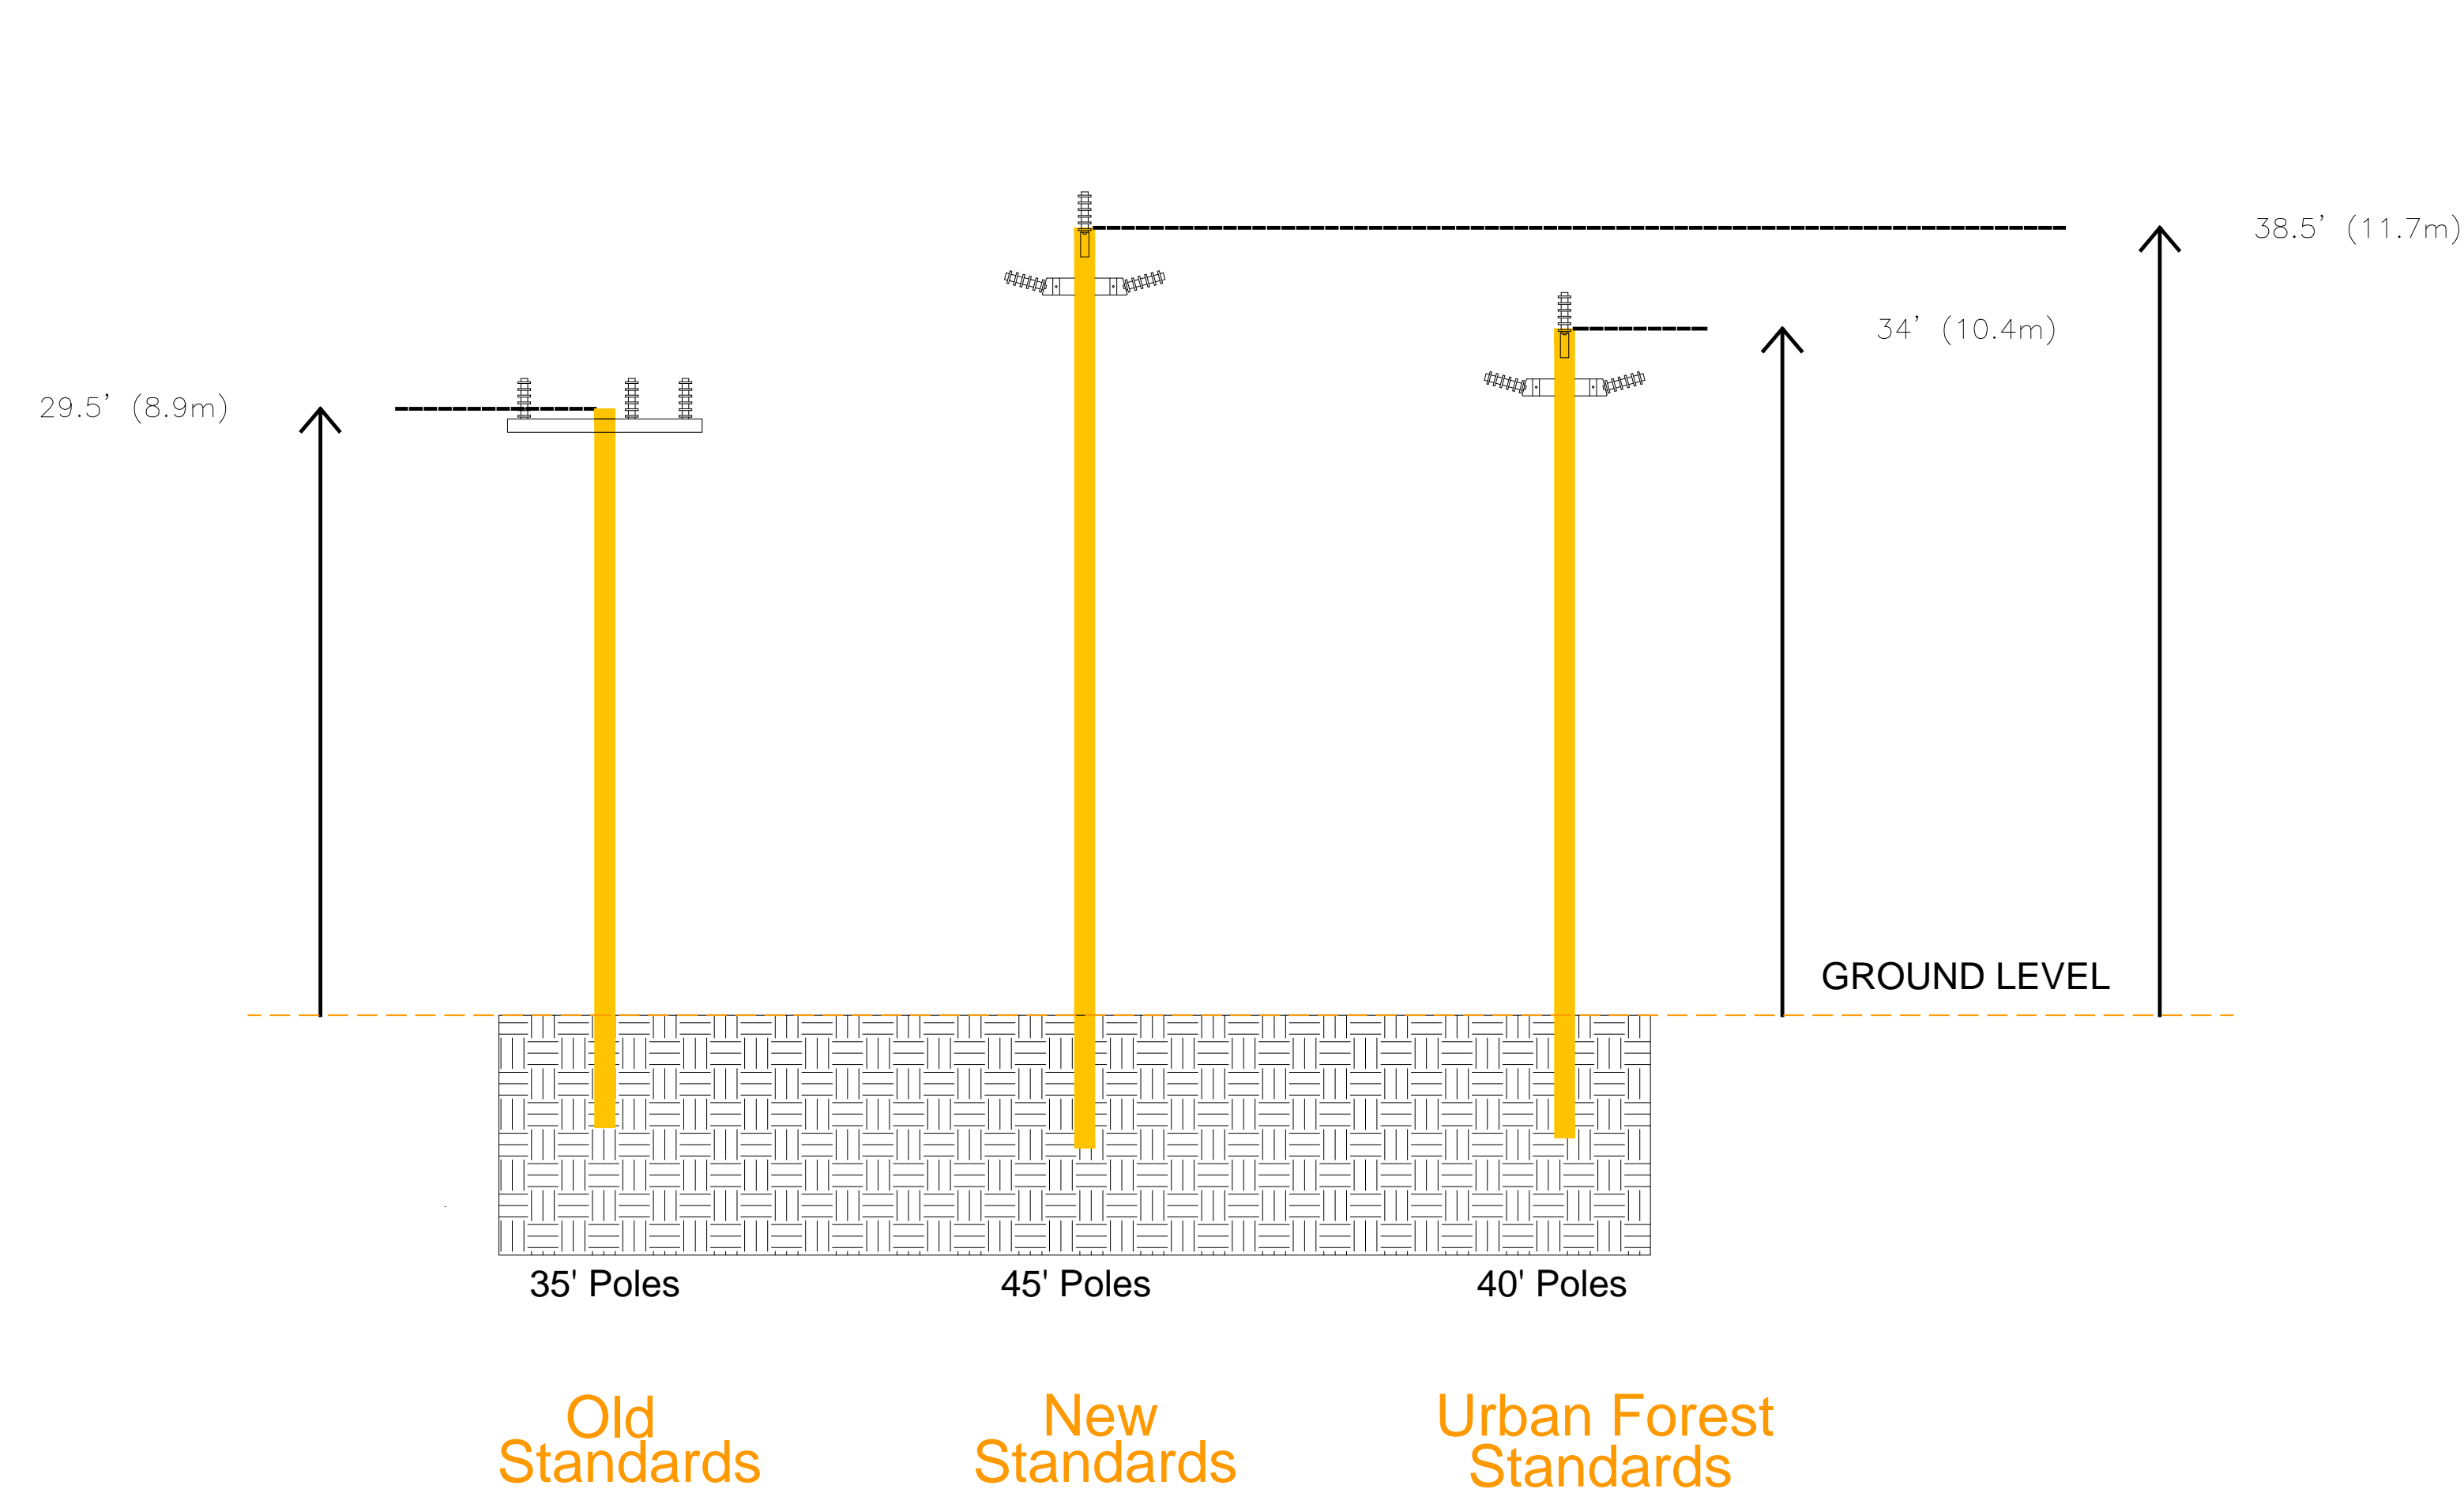 38.5' (11.7m)
34' (10.4m)
29.5' (8.9m)
GROUND LEVEL
35' Poles
45' Poles
40' Poles
Old
Standards
New
Standards
Urban Forest
Standards